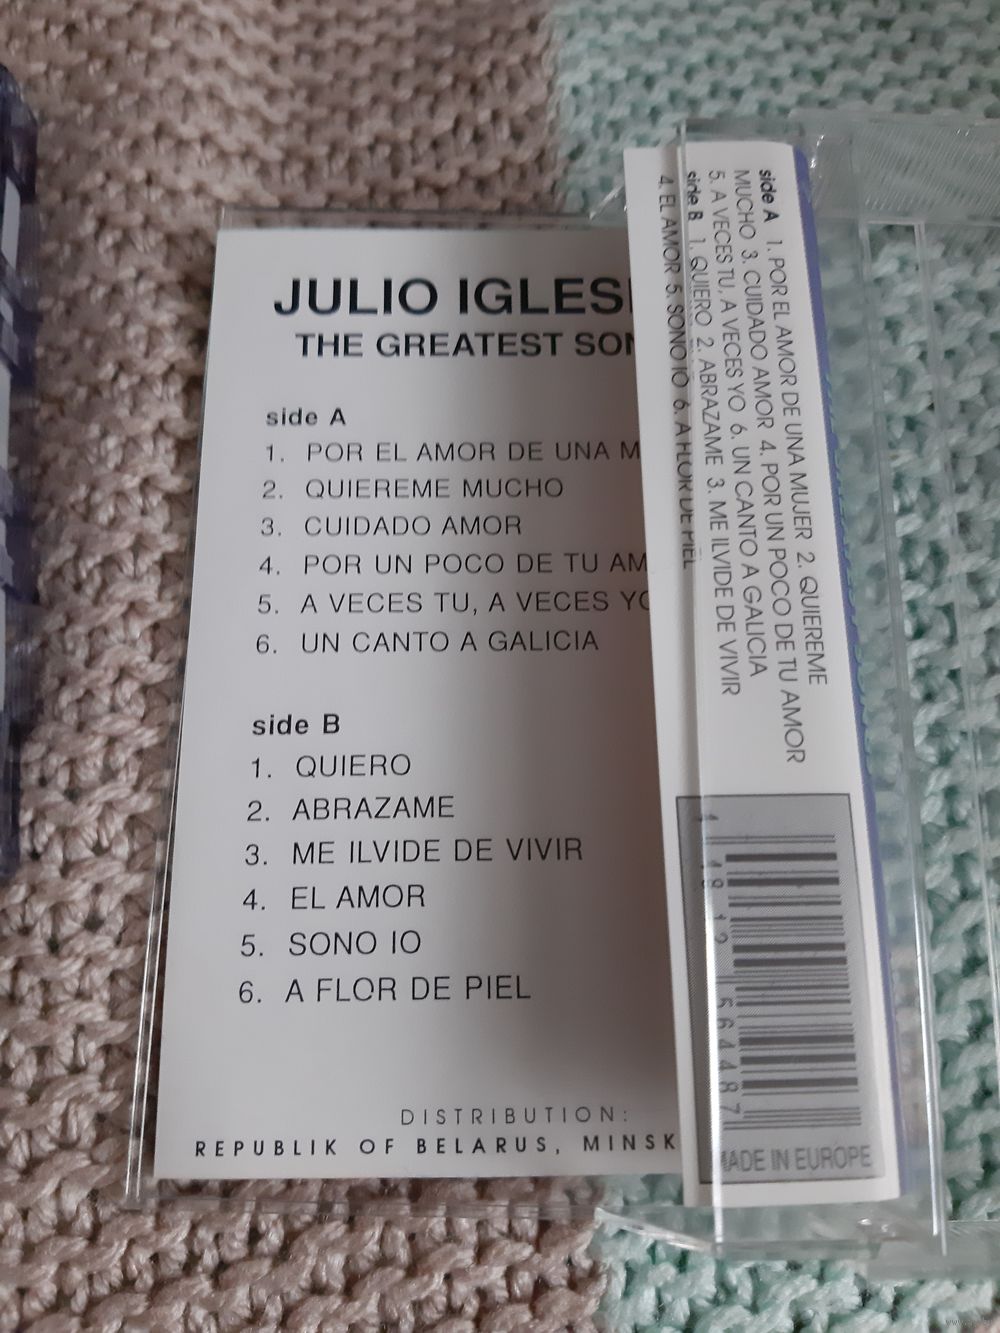 JULIO IGLESI
THE GREATEST SON
side A
1. POR EL AMOR DE UNA M
2. QUIEREME MUCHO
3. CUIDADO AMOR
4. POR UN POCO DE TU AM
5. A VECES TU, A VECES YO
6. UN CANTO A GALICIA
side B
1. QUIERO
2. ABRAZAME
3. ME ILVIDE DE VIVIR
4. EL AMOR
5. SONO IO
6. A FLOR DE PIEL
DISTRIBUTION:
REPUBLIK OF BELARUS, MINSK
side A 1. POR EL AMOR DE UNA MUJER 2. QUIEREME
MUCHO 3. CUIDADO AMOR 4. POR UN POCO DE TU AMOR
5. A VECES TU, A VECES YO 6. UN CANTO A GALICIA
side B 1. QUIERO 2. ABRAZAME 3. ME ILVIDE DE VIVIR
4. EL AMOR 5. SONO IO 6. A FLOR DE PIEL
MADE IN EUROPE